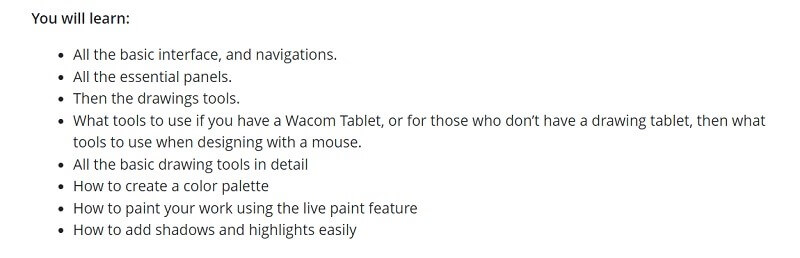 You will learn:
All the basic interface, and navigations.
All the essential panels.
Then the drawings tools.
What tools to use if you have a Wacom Tablet, or for those who don’t have a drawing tablet, then what
tools to use when designing with a mouse.
All the basic drawing tools in detail
How to create a color palette
How to paint your work using the live paint feature
How to add shadows and highlights easily